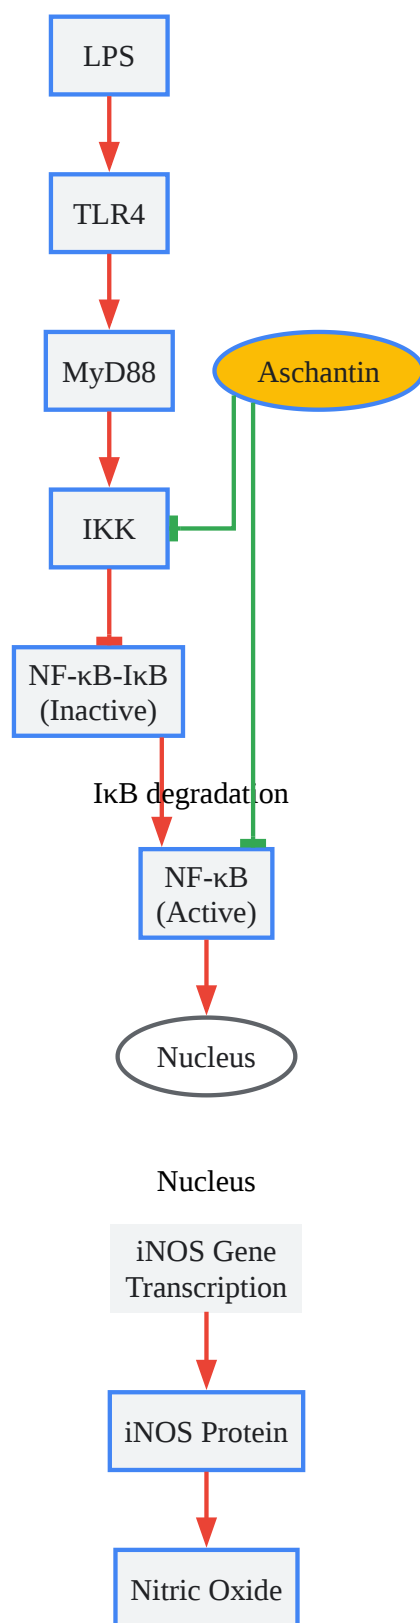 LPS
TLR4
MyD88
Aschantin
IKK
NF-κB-IκB
(Inactive)
IκB degradation
NF-κB
(Active)
Nucleus
Nucleus
iNOS Gene
Transcription
iNOS Protein
Nitric Oxide